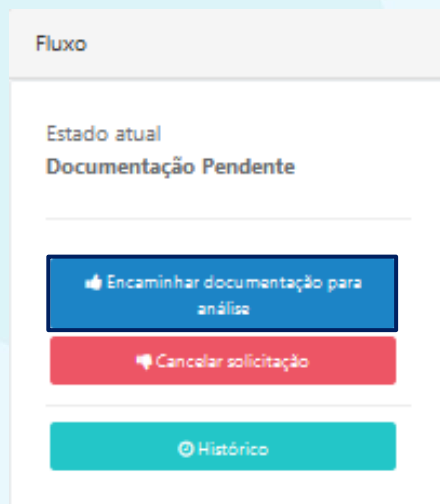 Fluxo
Estado atual
Documentação Pendente
Encaminhar documentação para
análise
Cancelar solicitação
Histórico